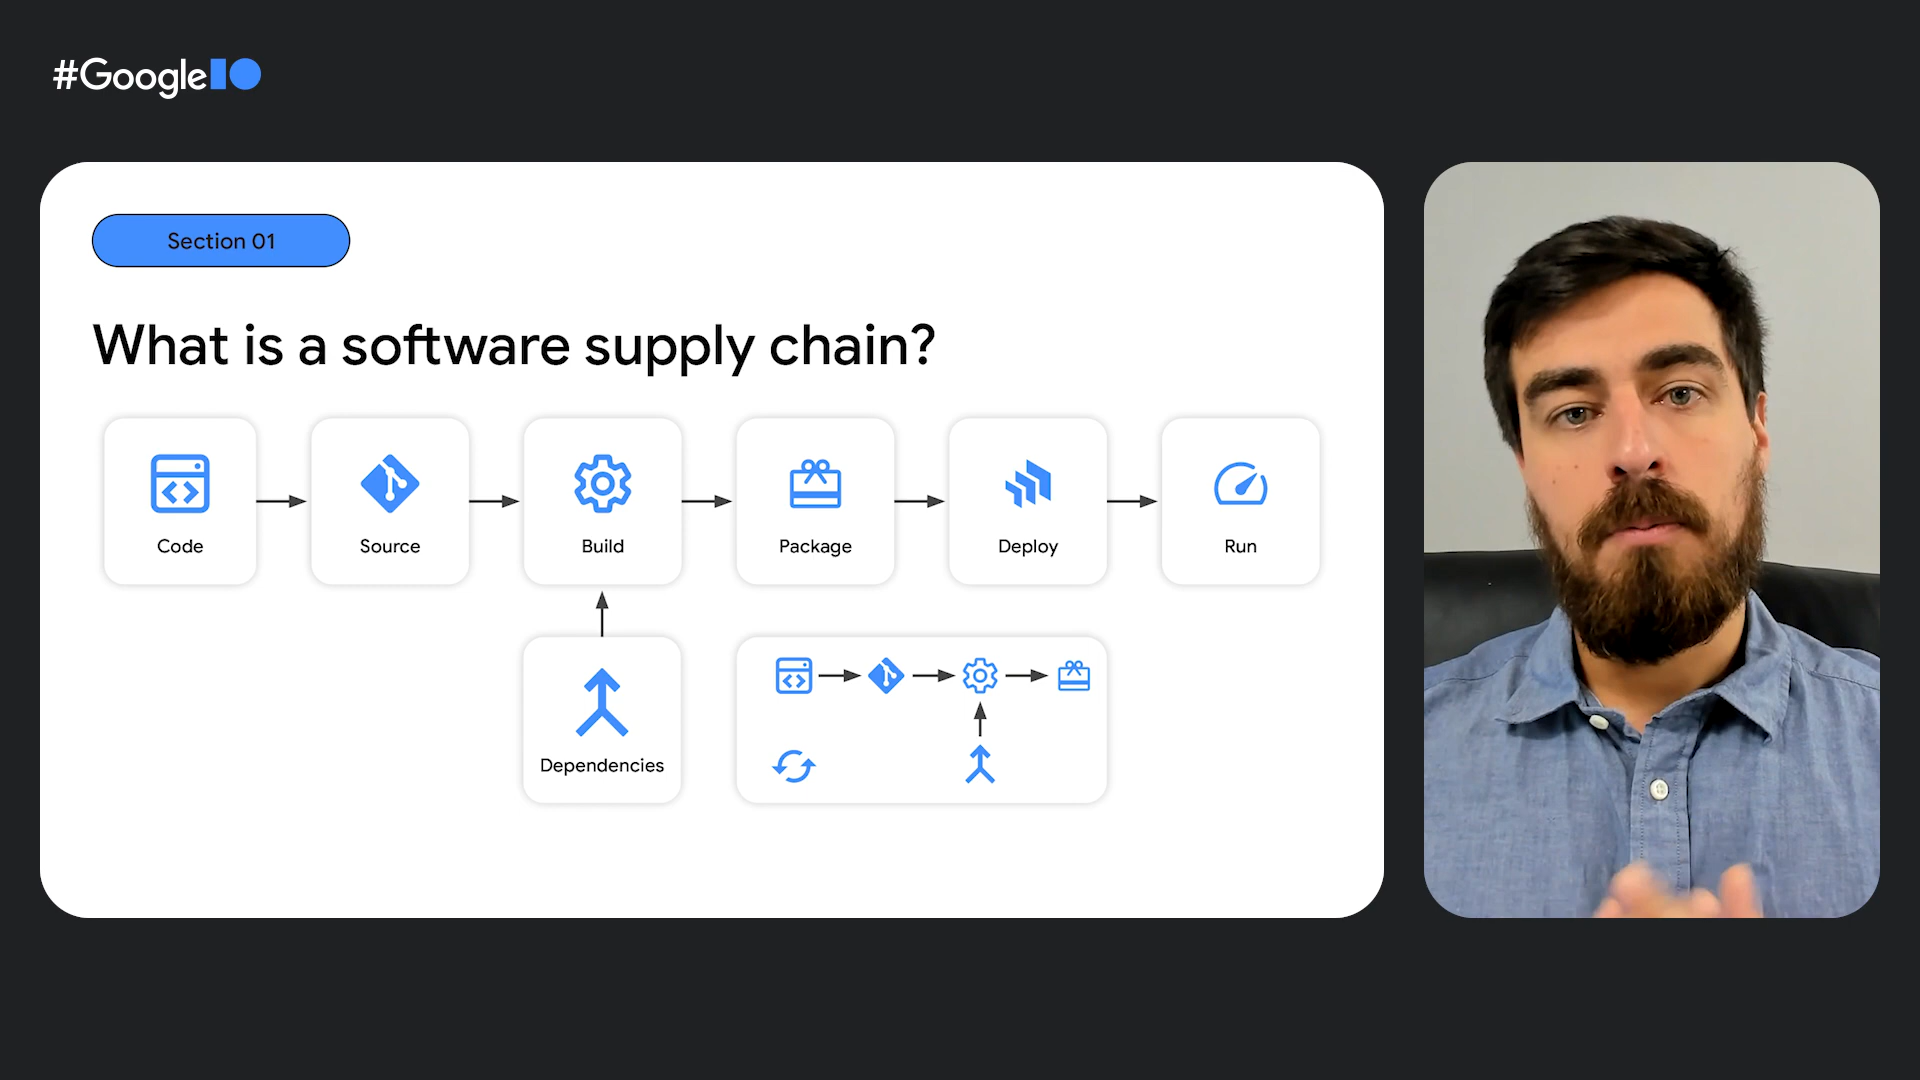 #GoogleIO
Section 01
What is a software supply chain?
Code
Source
Build
Package
Deploy
Run
Dependencies